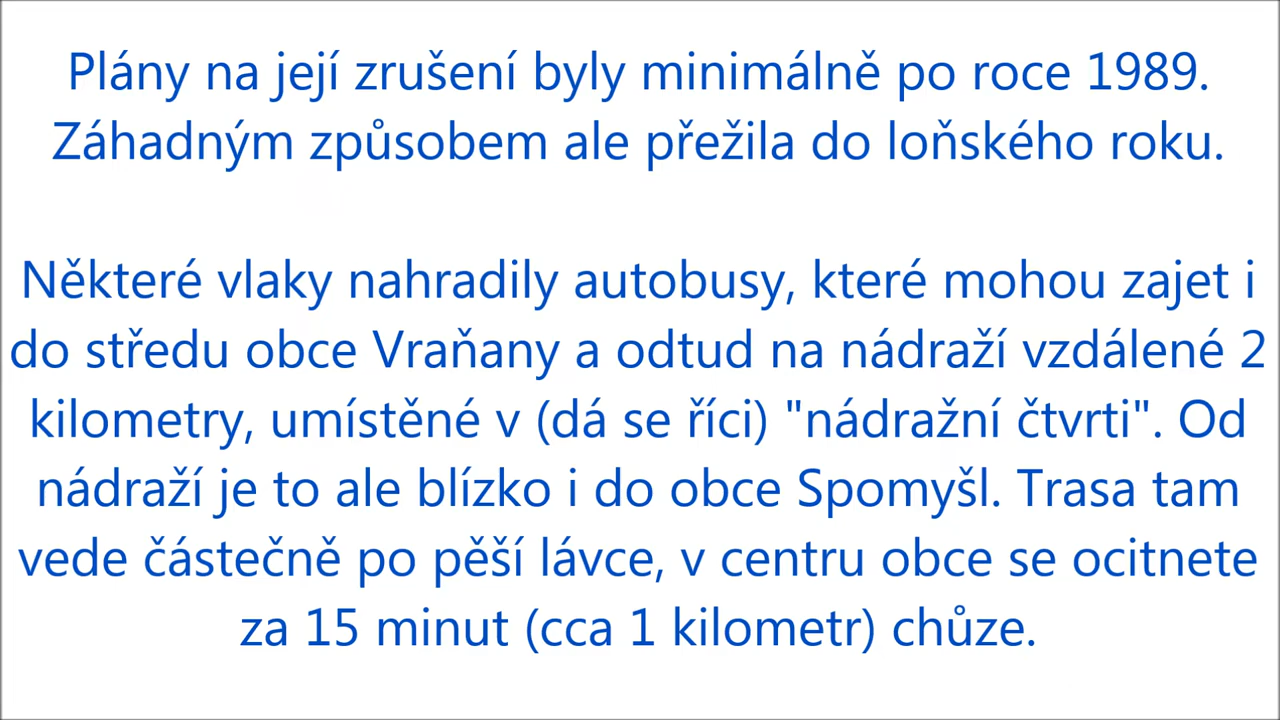 Plány na její zrušení byly minimálně po roce 1989.
Záhadným způsobem ale přežila do loňského roku.
Některé vlaky nahradily autobusy, které mohou zajet i
do středu obce Vraňany a odtud na nádraží vzdálené 2
kilometry, umístěné v (dá se říci) "nádražní čtvrti". Od
nádraží je to ale blízko i do obce Spomyšl. Trasa tam
vede částečně po pěší lávce, v centru obce se ocitnete
za 15 minut (cca 1 kilometr) chůze.